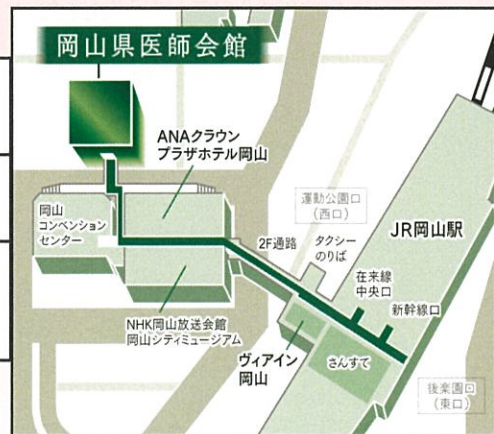 岡山県医師会館
ANAクラウン
プラザホテル岡山
岡山
コンベンション
センター
運動公園口
（西口）
2F通路
タクシー
のりば
JR岡山駅
在来線
中央口
新幹線口
NHK岡山放送会館
岡山シティミュージアム
ヴィアイン
岡山
さんすて
後楽園口
（東口）